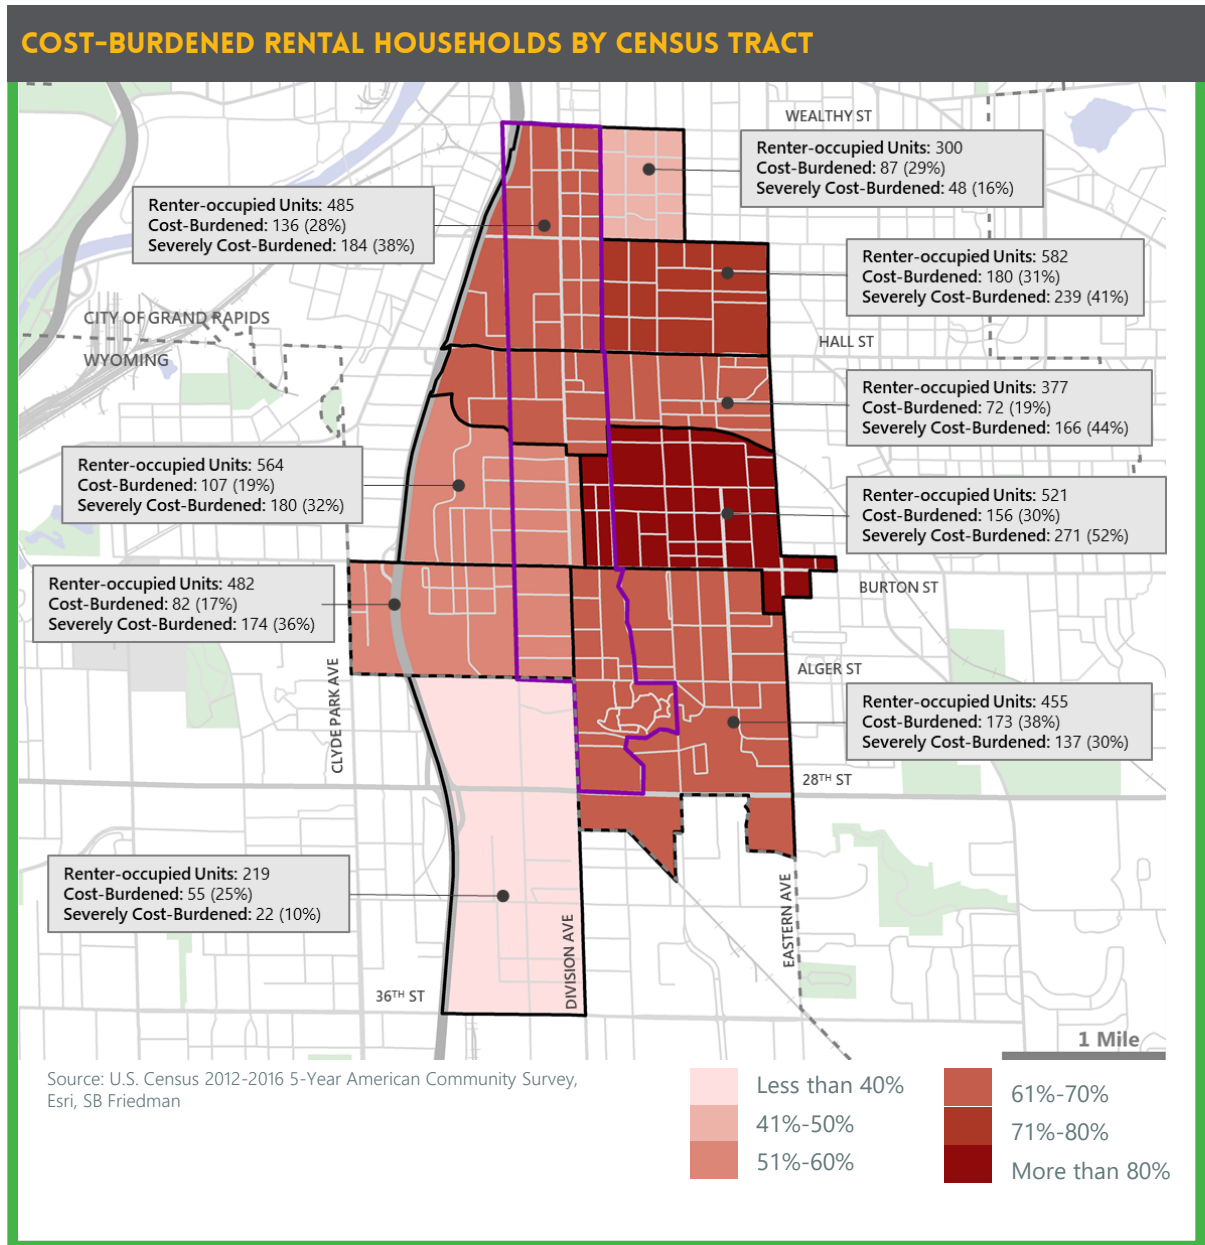 COST-BURDENED RENTAL HOUSEHOLDS BY CENSUS TRACT
WEALTHY ST
Renter-occupied Units: 300
Cost-Burdened: 87 (29%)
Severely Cost-Burdened: 48 (16%)
Renter-occupied Units: 485
Cost-Burdened: 136 (28%)
Severely Cost-Burdened: 184 (38%)
Renter-occupied Units: 582
Cost-Burdened: 180 (31%)
Severely Cost-Burdened: 239 (41%)
CITY OF GRAND RAPIDS
WYOMING
HALL ST
Renter-occupied Units: 377
Cost-Burdened: 72 (19%)
Severely Cost-Burdened: 166 (44%)
Renter-occupied Units: 564
Cost-Burdened: 107 (19%)
Severely Cost-Burdened: 180 (32%)
Renter-occupied Units: 521
Cost-Burdened: 156 (30%)
Severely Cost-Burdened: 271 (52%)
Renter-occupied Units: 482
Cost-Burdened: 82 (17%)
Severely Cost-Burdened: 174 (36%)
BURTON ST
CLYDE PARK AVE
ALGER ST
Renter-occupied Units: 455
Cost-Burdened: 173 (38%)
Severely Cost-Burdened: 137 (30%)
28TH ST
Renter-occupied Units: 219
Cost-Burdened: 55 (25%)
Severely Cost-Burdened: 22 (10%)
DIVISION AVE
EASTERN AVE
36TH ST
1 Mile
Source: U.S. Census 2012-2016 5-Year American Community Survey,
Esri, SB Friedman
Less than 40%
41%-50%
51%-60%
61%-70%
71%-80%
More than 80%